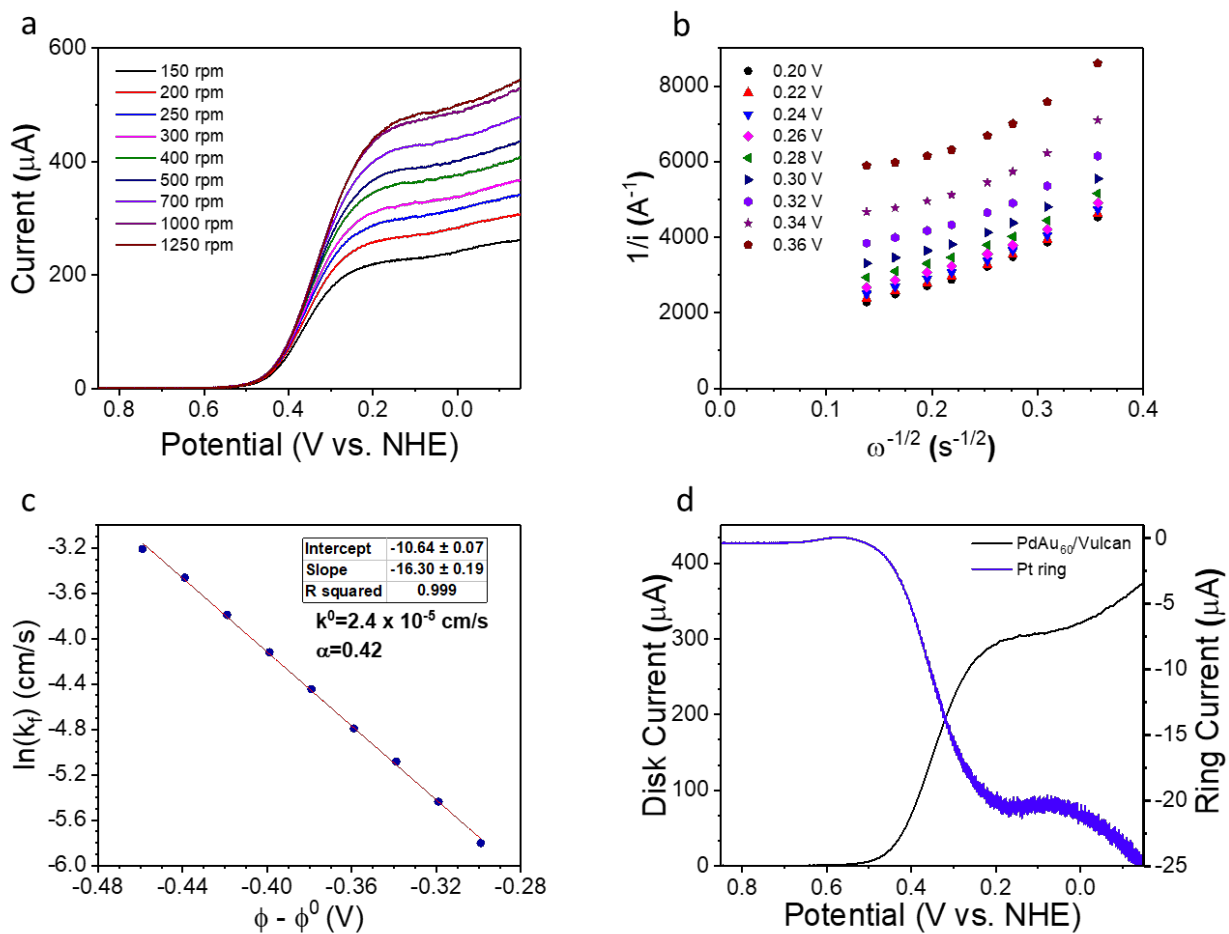 a
Current (μA)
600
400
200
0
150 rpm
200 rpm
250 rpm
300 rpm
400 rpm
500 rpm
700 rpm
1000 rpm
1250 rpm
0.8 0.6 0.4 0.2 0.0
Potential (V vs. NHE)
b
1/i (A⁻¹)
8000
6000
4000
2000
0
0.20 V
0.22 V
0.24 V
0.26 V
0.28 V
0.30 V
0.32 V
0.34 V
0.36 V
0.0 0.1 0.2 0.3 0.4
ω⁻¹/² (s⁻¹/²)
c
ln(k_f) (cm/s)
-3.2
-4.0
-4.4
-4.8
-5.2
-5.6
-6.0
Intercept -10.64 ± 0.07
Slope -16.30 ± 0.19
R squared 0.999
k⁰=2.4 x 10⁻⁵ cm/s
α=0.42
-0.48 -0.44 -0.40 -0.36 -0.32 -0.28
ϕ - ϕ⁰ (V)
d
Disk Current (μA)
400
300
200
100
0
PdAu₆₀/Vulcan
Pt ring
0
-5
-10
-15
-20
-25
Ring Current (μA)
0.8 0.6 0.4 0.2 0.0
Potential (V vs. NHE)